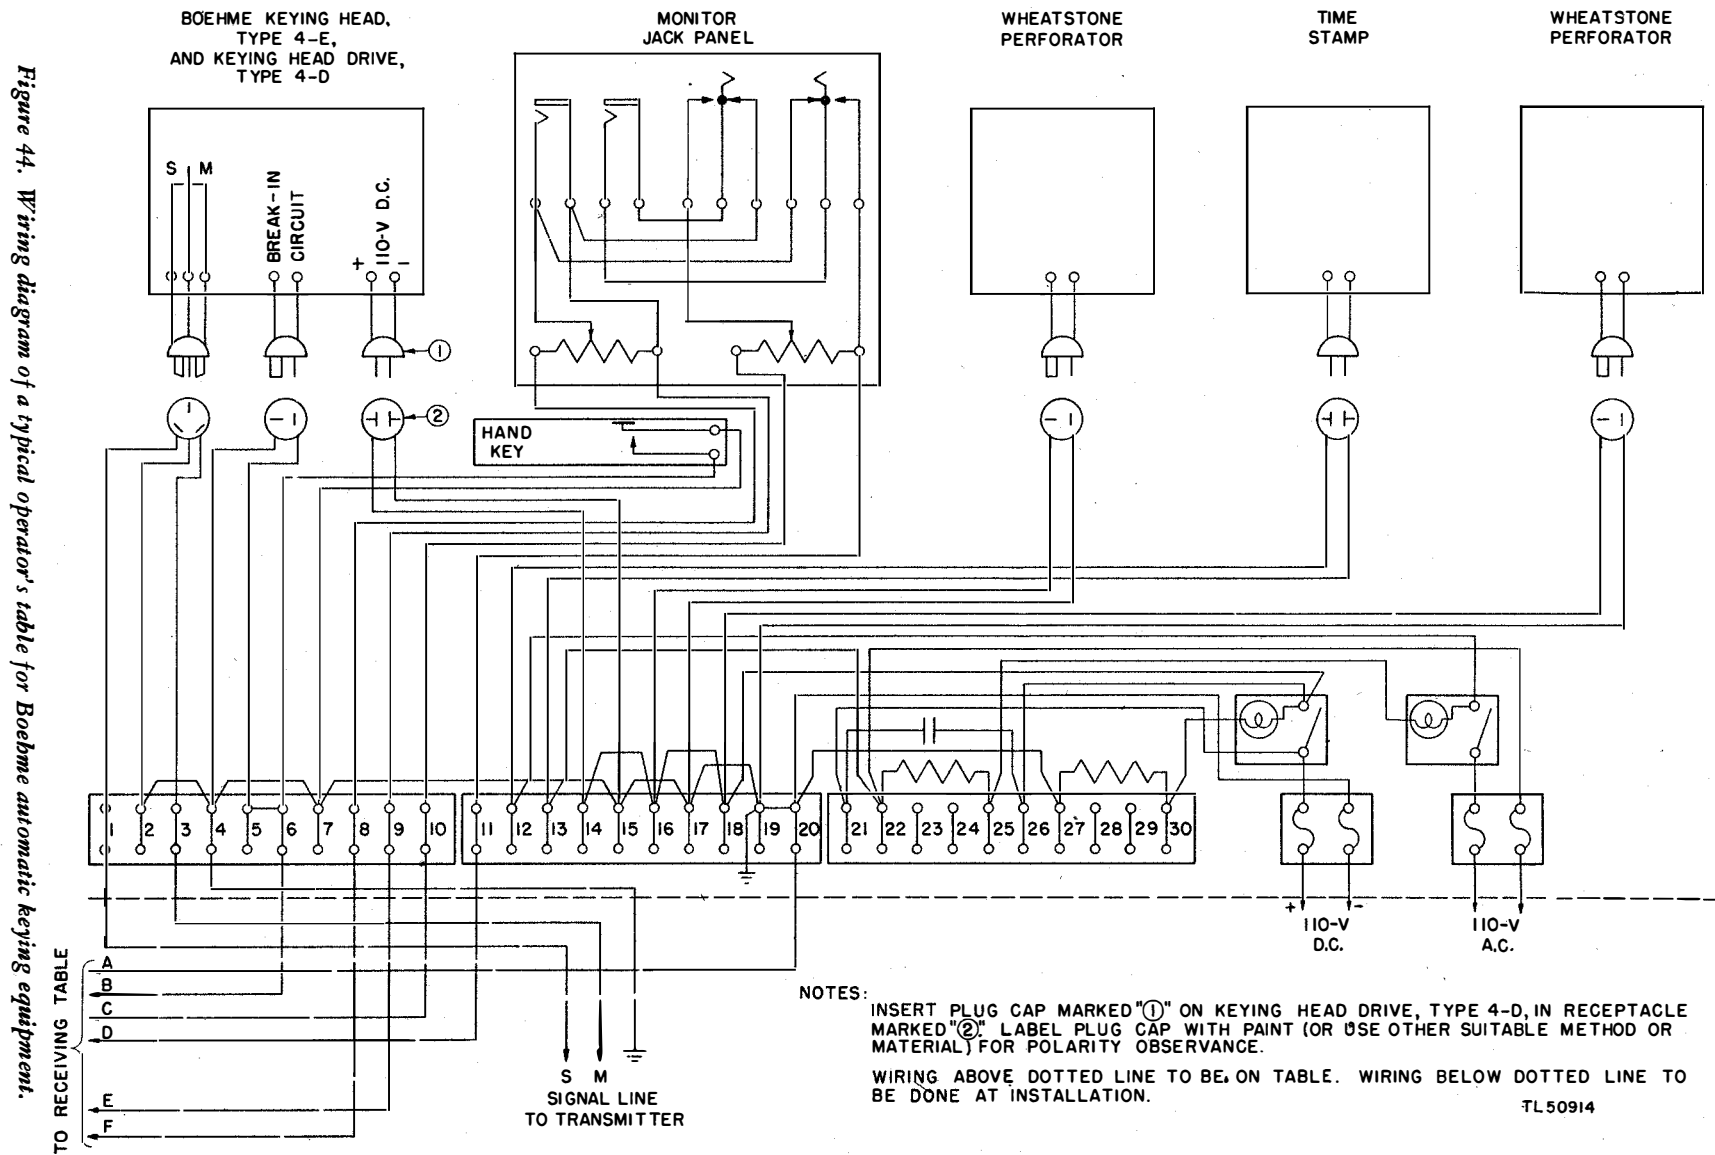 BOEHME KEYING HEAD,
TYPE 4-E,
AND KEYING HEAD DRIVE,
TYPE 4-D
MONITOR
JACK PANEL
WHEATSTONE
PERFORATOR
TIME
STAMP
WHEATSTONE
PERFORATOR
S M
BREAK-IN
CIRCUIT
+ 110-V D.C. -
1
2
HAND
KEY
1 2 3 4 5 6 7 8 9 10
11 12 13 14 15 16 17 18 19 20
21 22 23 24 25 26 27 28 29 30
+ -
110-V
D.C.
110-V
A.C.
TO RECEIVING TABLE
A
B
C
D
E
F
S M
SIGNAL LINE
TO TRANSMITTER
NOTES:
INSERT PLUG CAP MARKED "①" ON KEYING HEAD DRIVE, TYPE 4-D, IN RECEPTACLE
MARKED "②". LABEL PLUG CAP WITH PAINT (OR USE OTHER SUITABLE METHOD OR
MATERIAL) FOR POLARITY OBSERVANCE.
WIRING ABOVE DOTTED LINE TO BE ON TABLE. WIRING BELOW DOTTED LINE TO
BE DONE AT INSTALLATION.
TL50914
Figure 44. Wiring diagram of a typical operator's table for Boehme automatic keying equipment.